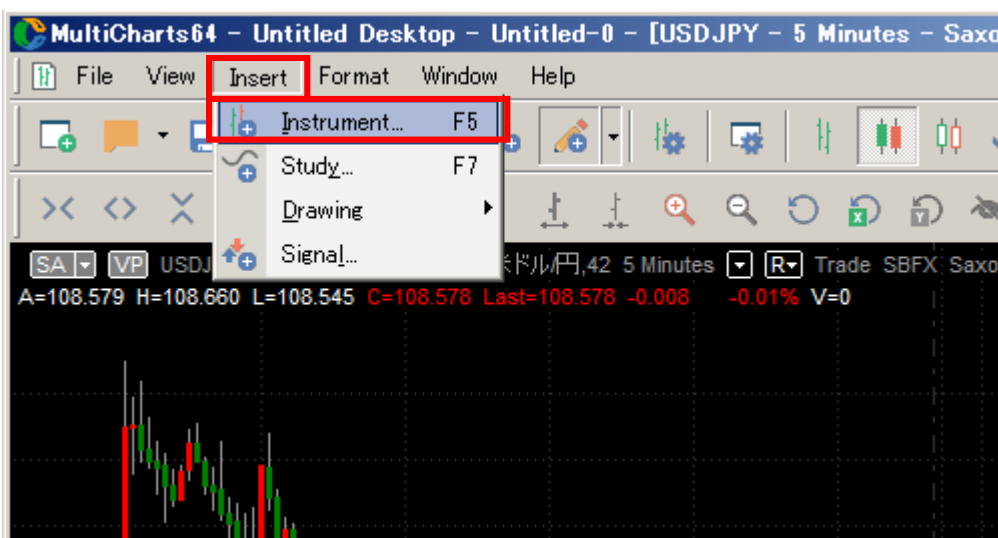 MultiCharts64 - Untitled Desktop - Untitled-0 - [USDJPY - 5 Minutes - Saxo
File View Insert Format Window Help
Instrument... F5
Study... F7
Drawing
Signal...
SA VP USDJ ドル/円,42 5 Minutes R Trade SBFX Saxo
A=108.579 H=108.660 L=108.545 C=108.578 Last=108.578 -0.008 -0.01% V=0